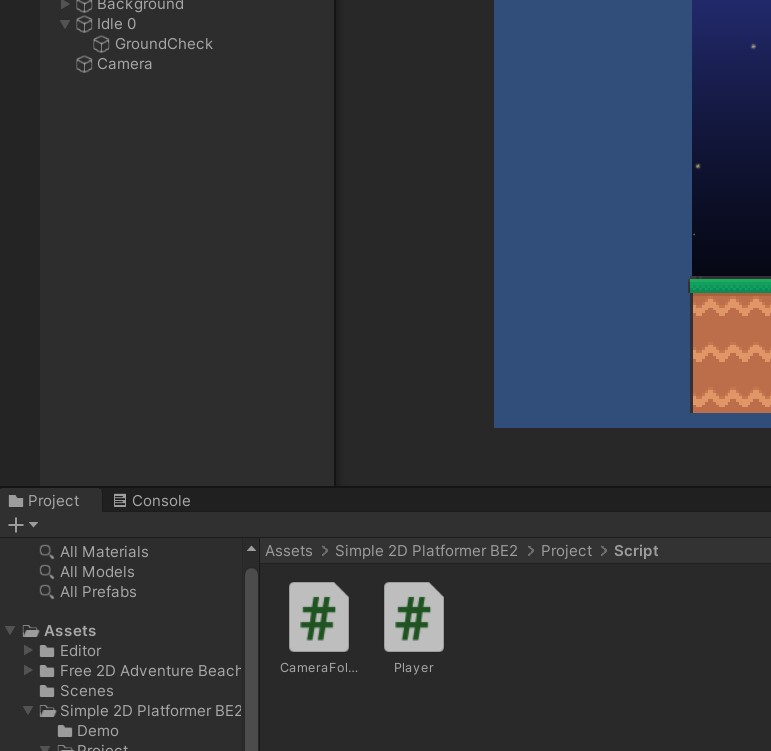 Background
Idle 0
GroundCheck
Camera
Project
Console
All Materials
All Models
All Prefabs
Assets
Editor
Free 2D Adventure Beach
Scenes
Simple 2D Platformer BE2
Demo
Project
Assets > Simple 2D Platformer BE2 > Project > Script
CameraFol...
Player